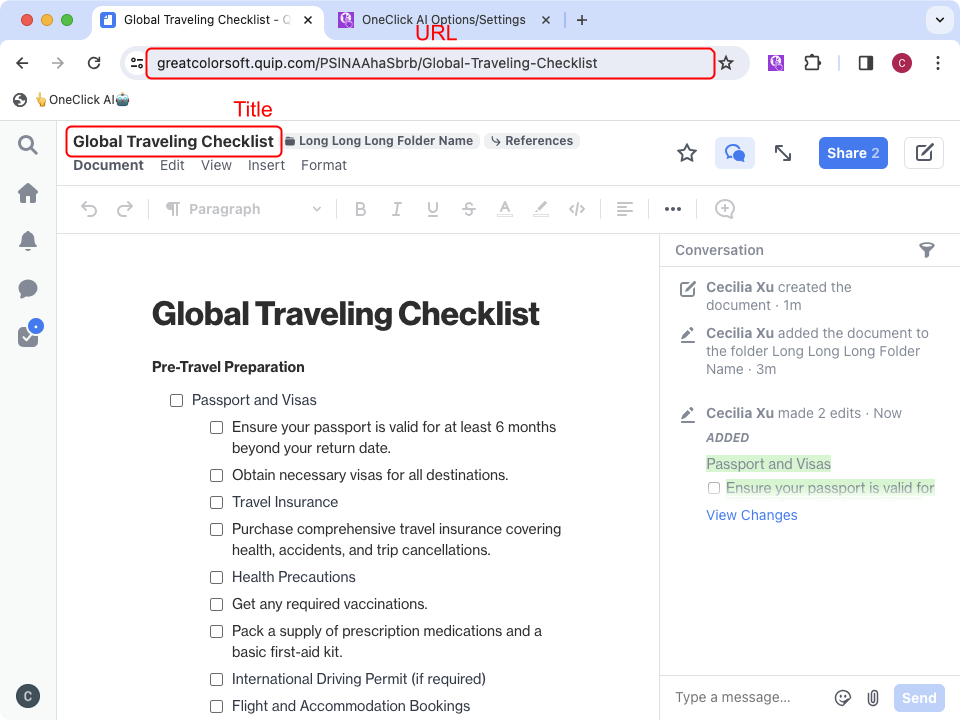 Global Traveling Checklist - Q
OneClick AI Options/Settings
URL
greatcolorsoft.quip.com/PSlNAAhaSbrb/Global-Traveling-Checklist
C
👆OneClick AI🤖
Title
Global Traveling Checklist
Long Long Long Folder Name
References
Document Edit View Insert Format
Share 2
Paragraph
B I U S A
Conversation
Cecilia Xu created the
document · 1m
Cecilia Xu added the document to
the folder Long Long Long Folder
Name · 3m
Cecilia Xu made 2 edits · Now
ADDED
Passport and Visas
Ensure your passport is valid for
View Changes
Global Traveling Checklist
Pre-Travel Preparation
Passport and Visas
Ensure your passport is valid for at least 6 months
beyond your return date.
Obtain necessary visas for all destinations.
Travel Insurance
Purchase comprehensive travel insurance covering
health, accidents, and trip cancellations.
Health Precautions
Get any required vaccinations.
Pack a supply of prescription medications and a
basic first-aid kit.
International Driving Permit (if required)
Flight and Accommodation Bookings
C
Type a message...
Send